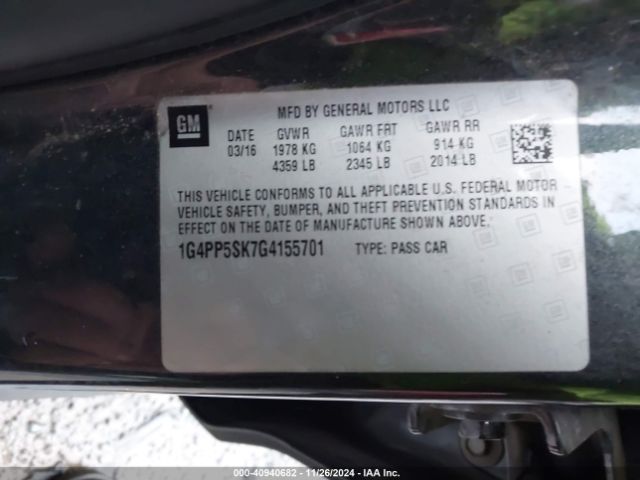 GM
MFD BY GENERAL MOTORS LLC
DATE GVWR GAWR FRT GAWR RR
03/16 1978 KG 1064 KG 914 KG
4359 LB 2345 LB 2014 LB
THIS VEHICLE CONFORMS TO ALL APPLICABLE U.S. FEDERAL MOTOR
VEHICLE SAFETY, BUMPER, AND THEFT PREVENTION STANDARDS IN
EFFECT ON THE DATE OF MANUFACTURE SHOWN ABOVE.
1G4PP5SK7G4155701 TYPE: PASS CAR
000-40940682 - 11/26/2024 - IAA Inc.